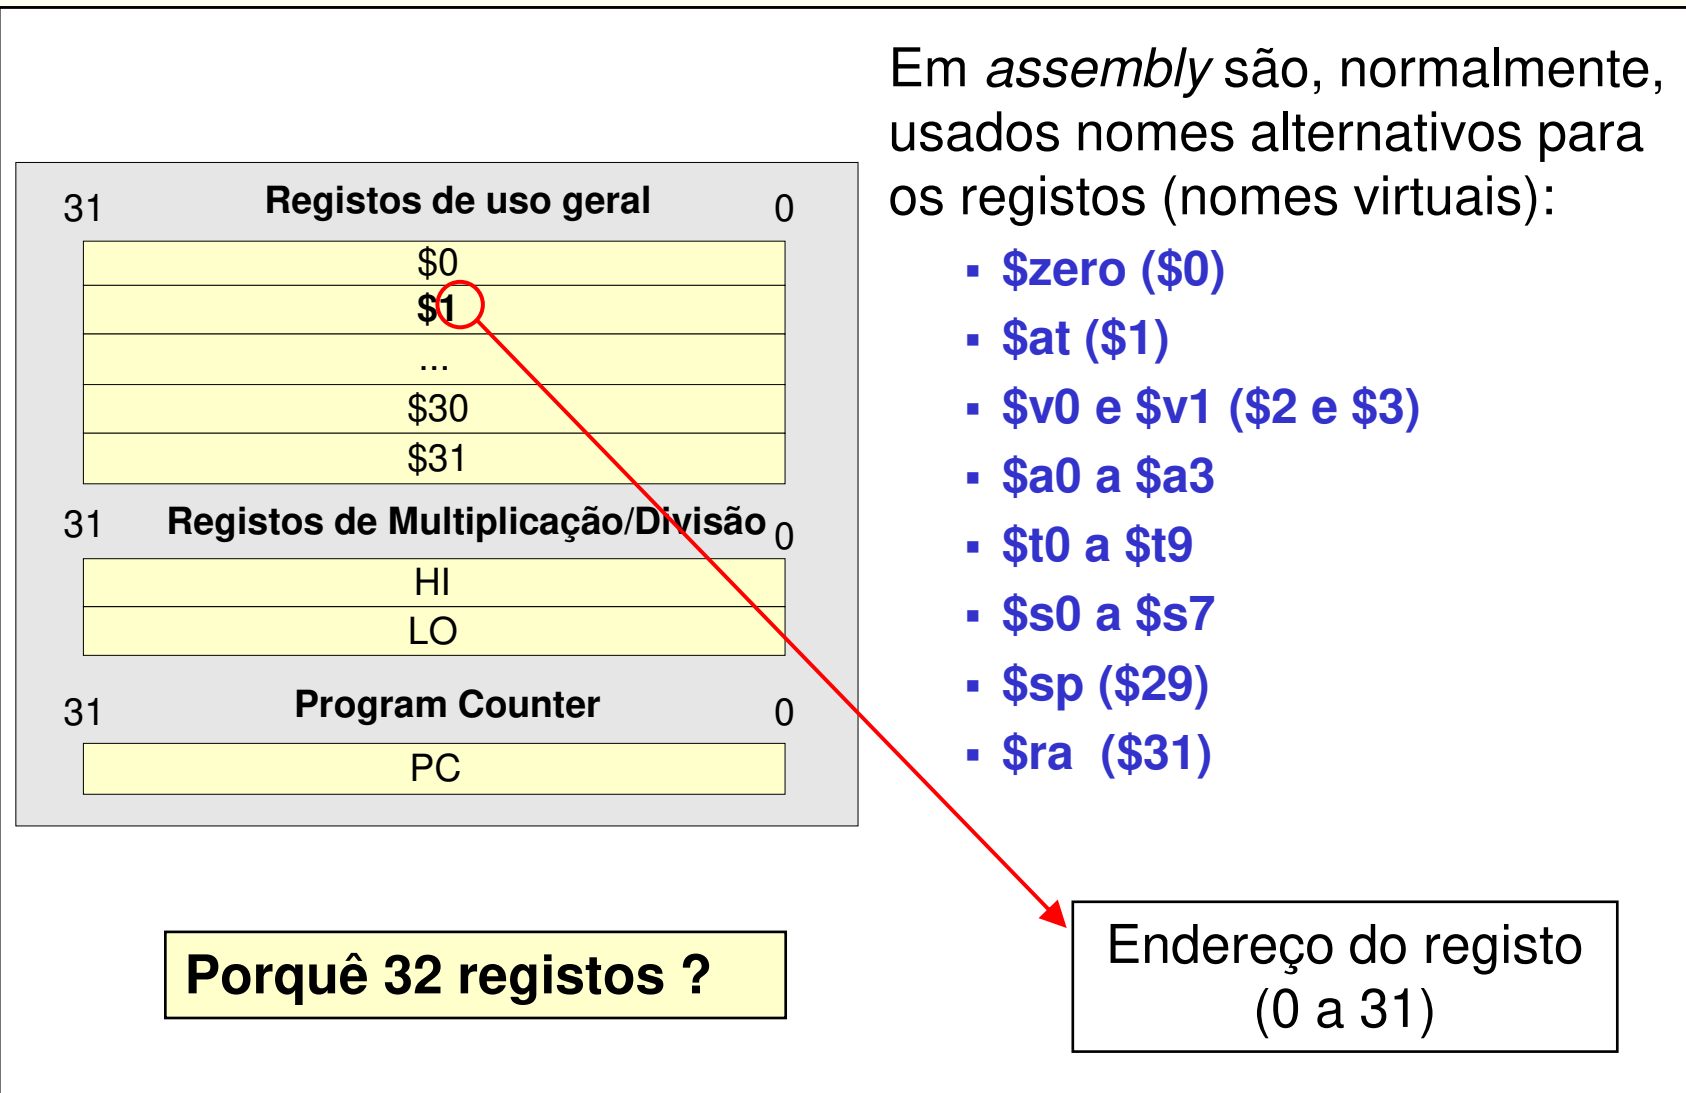 Em assembly são, normalmente,
usados nomes alternativos para
os registos (nomes virtuais):
▪ $zero ($0)
▪ $at ($1)
▪ $v0 e $v1 ($2 e $3)
▪ $a0 a $a3
▪ $t0 a $t9
▪ $s0 a $s7
▪ $sp ($29)
▪ $ra ($31)
31 Registos de uso geral 0
$0
$1
...
$30
$31
31 Registos de Multiplicação/Divisão 0
HI
LO
31 Program Counter 0
PC
Porquê 32 registos ?
Endereço do registo
(0 a 31)